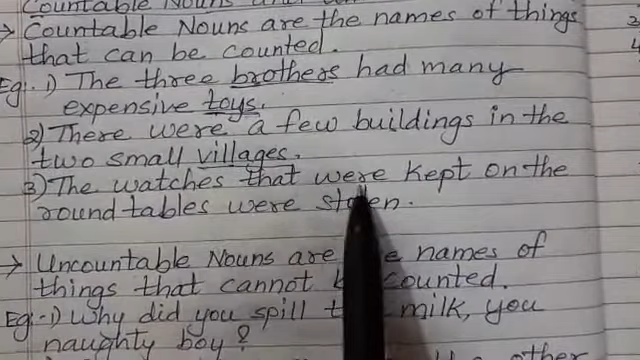 Countable Nouns
→ Countable Nouns are the names of things
that can be counted.
Eg:- 1) The three brothers had many
expensive toys.
2) There were a few buildings in the
two small villages.
3) The watches that were kept on the
round tables were stolen.
→ Uncountable Nouns are names of
things that cannot counted.
Eg:-1) Why did you spill milk, you
naughty boy?
other